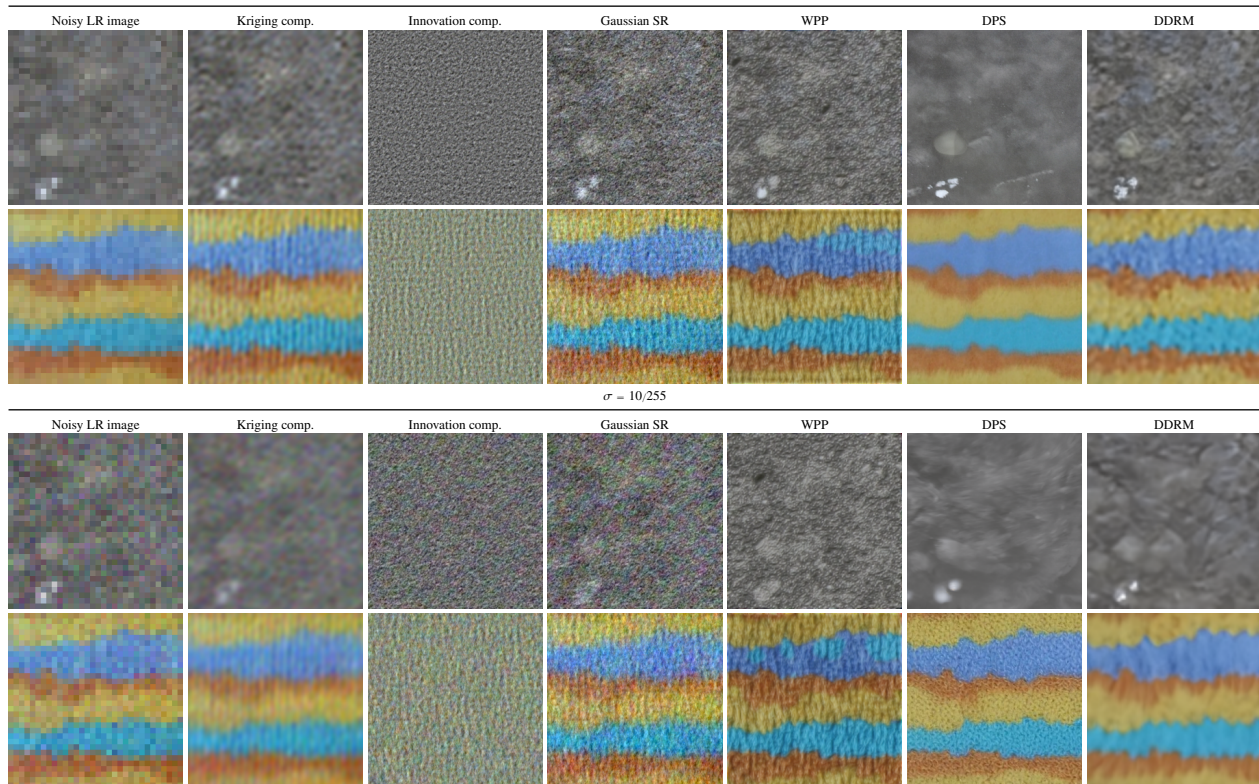 Noisy LR image Kriging comp. Innovation comp. Gaussian SR WPP DPS DDRM
σ = 10/255
Noisy LR image Kriging comp. Innovation comp. Gaussian SR WPP DPS DDRM